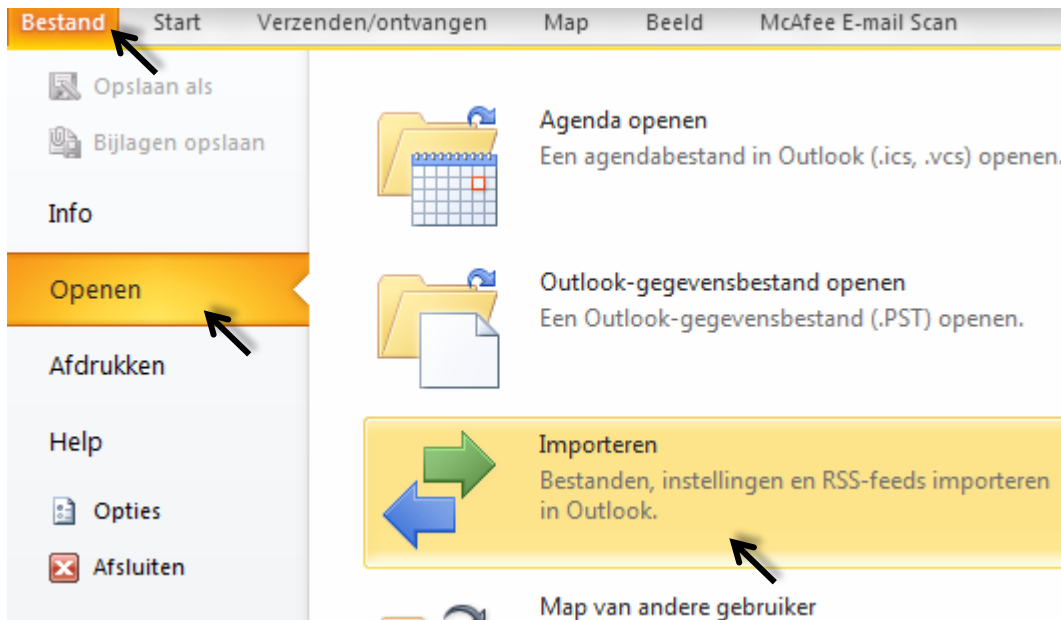 Bestand Start Verzenden/ontvangen Map Beeld McAfee E-mail Scan
Opslaan als
Bijlagen opslaan
Info
Openen
Afdrukken
Help
Opties
Afsluiten
Agenda openen
Een agendabestand in Outlook (.ics, .vcs) openen.
Outlook-gegevensbestand openen
Een Outlook-gegevensbestand (.PST) openen.
Importeren
Bestanden, instellingen en RSS-feeds importeren
in Outlook.
Map van andere gebruiker